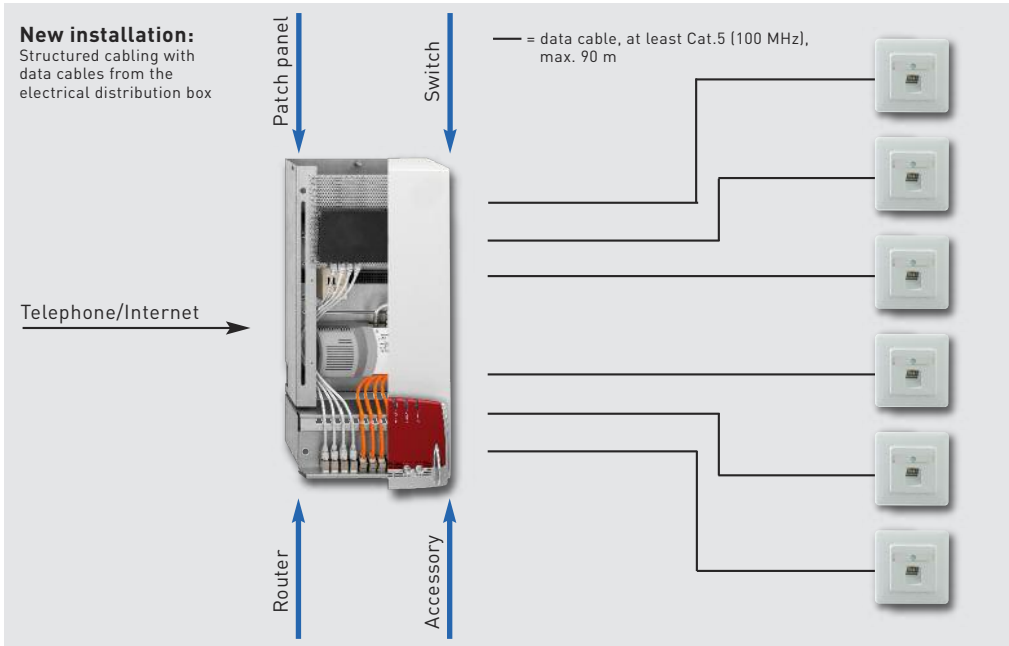 New installation:
Structured cabling with
data cables from the
electrical distribution box
Patch panel
Switch
= data cable, at least Cat.5 (100 MHz),
max. 90 m
Telephone/Internet
Router
Accessory